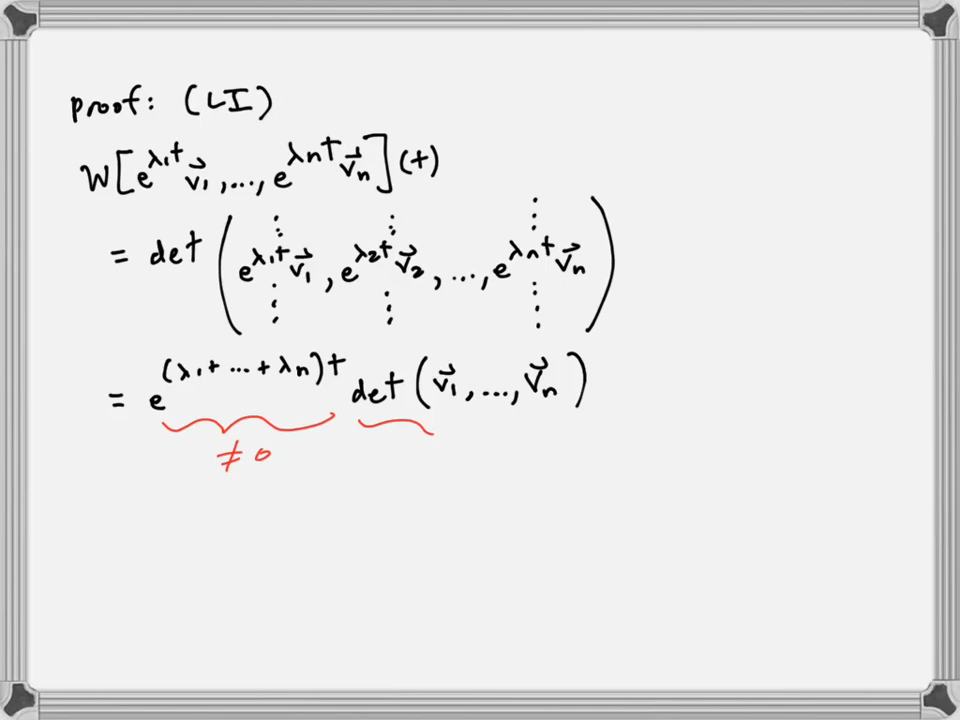 proof: (LI)
W[e^{λ₁t} v⃗₁, ..., e^{λnt} v⃗n](t)
= det (e^{λ₁t} v⃗₁, e^{λ₂t} v⃗₂, ..., e^{λnt} v⃗n)
= e^{(λ₁+...+λn)t} det (v⃗₁, ..., v⃗n)
≠ 0